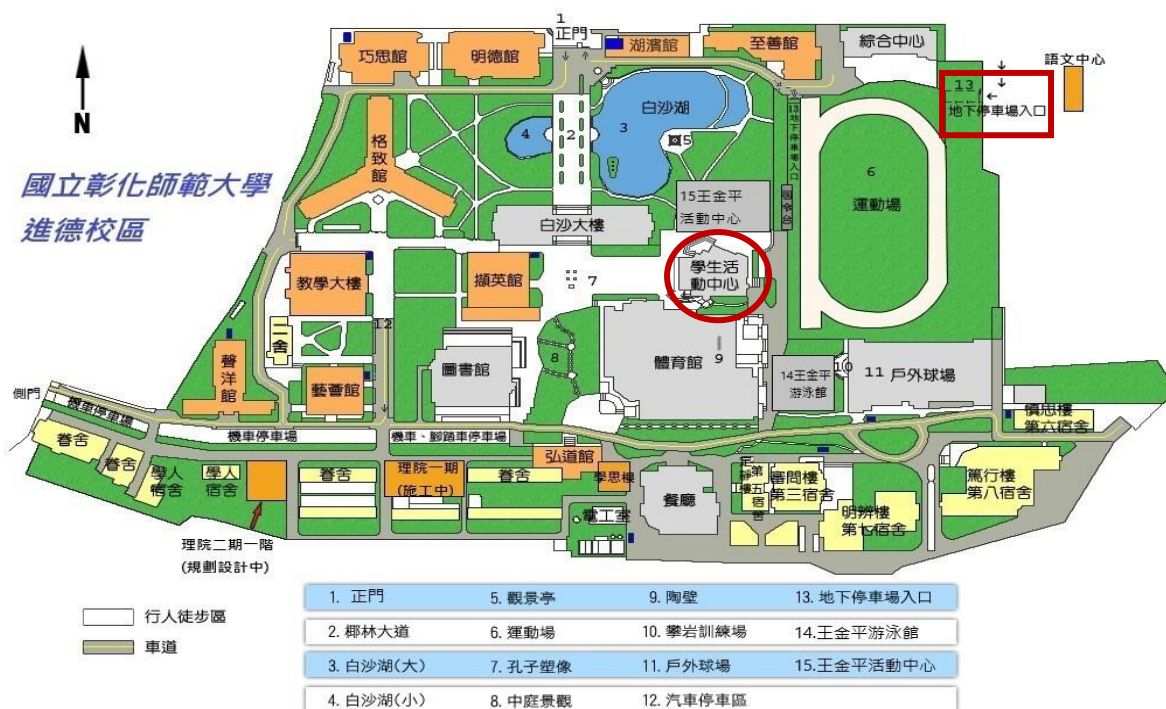 1
正門
巧思館
明德館
湖濱館
至善館
綜合中心
語文中心
N
13
地下停車場入口
白沙湖
4
2
3
5
13地下停車場入口
格致館
6
運動場
國立彰化師範大學
進德校區
15王金平
活動中心
司令台
白沙大樓
學生活
動中心
教學大樓
擷英館
7
12
二舍
8
圖書館
體育館
9
聲洋館
藝薈館
14王金平
游泳館
11 戶外球場
側門
機車停車場
機車停車場
機車、腳踏車停車場
弘道館
慎思樓
第六宿舍
眷舍
眷舍
學人
宿舍
學人
宿舍
眷舍
理院一期
(施工中)
眷舍
學思樓
餐廳
電工室
第五宿舍
審問樓
第三宿舍
明辨樓
第七宿舍
篤行樓
第八宿舍
理院二期一階
(規劃設計中)
行人徒步區
車道
1. 正門 5. 觀景亭 9. 陶壁 13. 地下停車場入口
2. 椰林大道 6. 運動場 10. 攀岩訓練場 14.王金平游泳館
3. 白沙湖(大) 7. 孔子塑像 11. 戶外球場 15.王金平活動中心
4. 白沙湖(小) 8. 中庭景觀 12. 汽車停車區